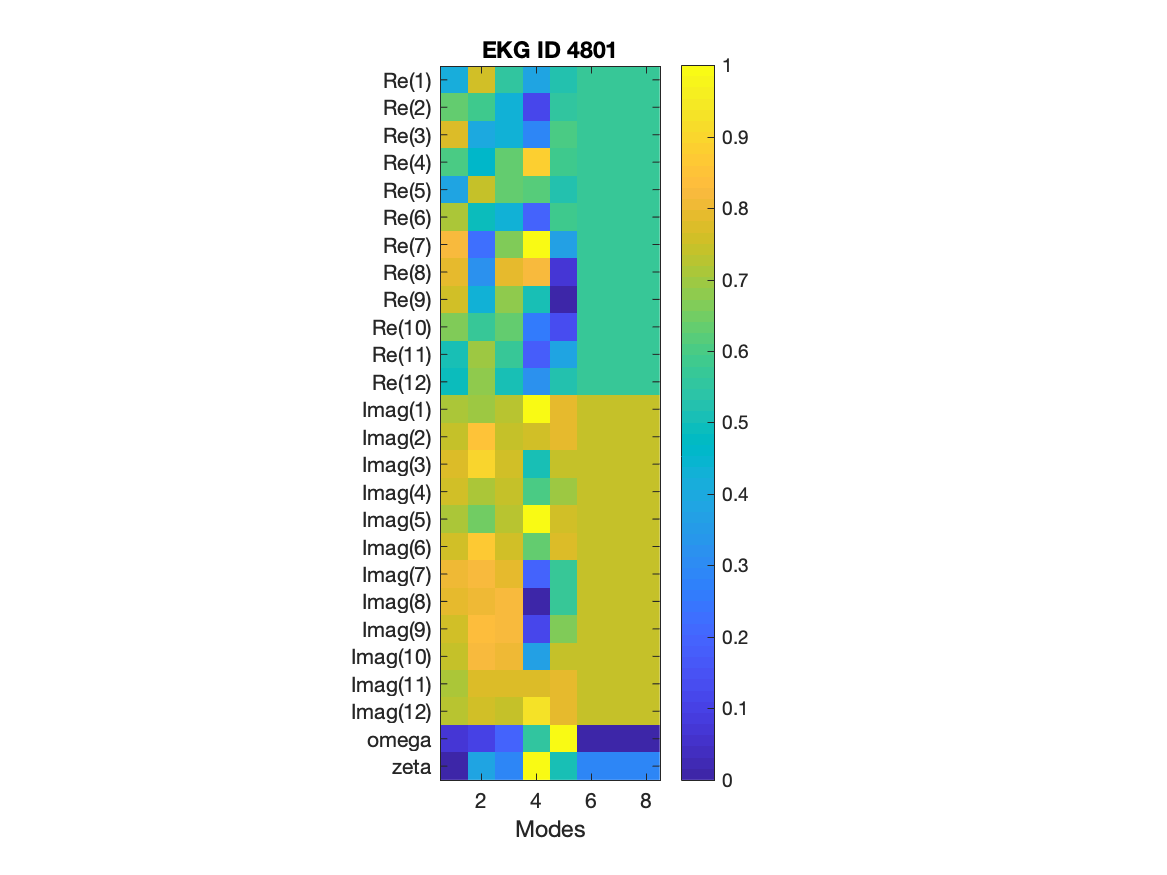 EKG ID 4801
Re(1)
Re(2)
Re(3)
Re(4)
Re(5)
Re(6)
Re(7)
Re(8)
Re(9)
Re(10)
Re(11)
Re(12)
Imag(1)
Imag(2)
Imag(3)
Imag(4)
Imag(5)
Imag(6)
Imag(7)
Imag(8)
Imag(9)
Imag(10)
Imag(11)
Imag(12)
omega
zeta
2 4 6 8
Modes
1
0.9
0.8
0.7
0.6
0.5
0.4
0.3
0.2
0.1
0